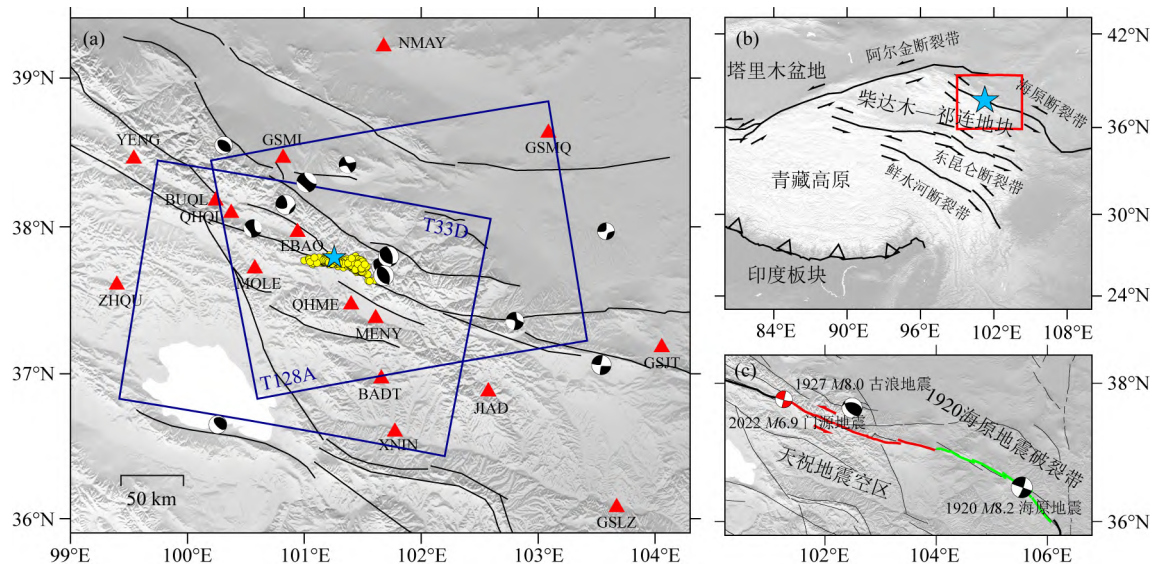 (a)
NMAY
39°N
YENG
GSMI
GSMQ
BUQL
QHQL
38°N
T33D
EBAO
MOLE
ZHQU
QHME
MENY
GSJT
37°N
T128A
BADT
JIAD
XNIN
50 km
GSLZ
36°N
99°E
100°E
101°E
102°E
103°E
104°E
(b)
42°N
阿尔金断裂带
塔里木盆地
海原断裂带
柴达木—祁连地块
36°N
东昆仑断裂带
青藏高原
鲜水河断裂带
30°N
印度板块
24°N
84°E
90°E
96°E
102°E
108°E
(c)
38°N
1927 M8.0 古浪地震
2022 M6.9 门源地震
1920海原地震破裂带
天祝地震空区
1920 M8.2 海原地震
36°N
102°E
104°E
106°E